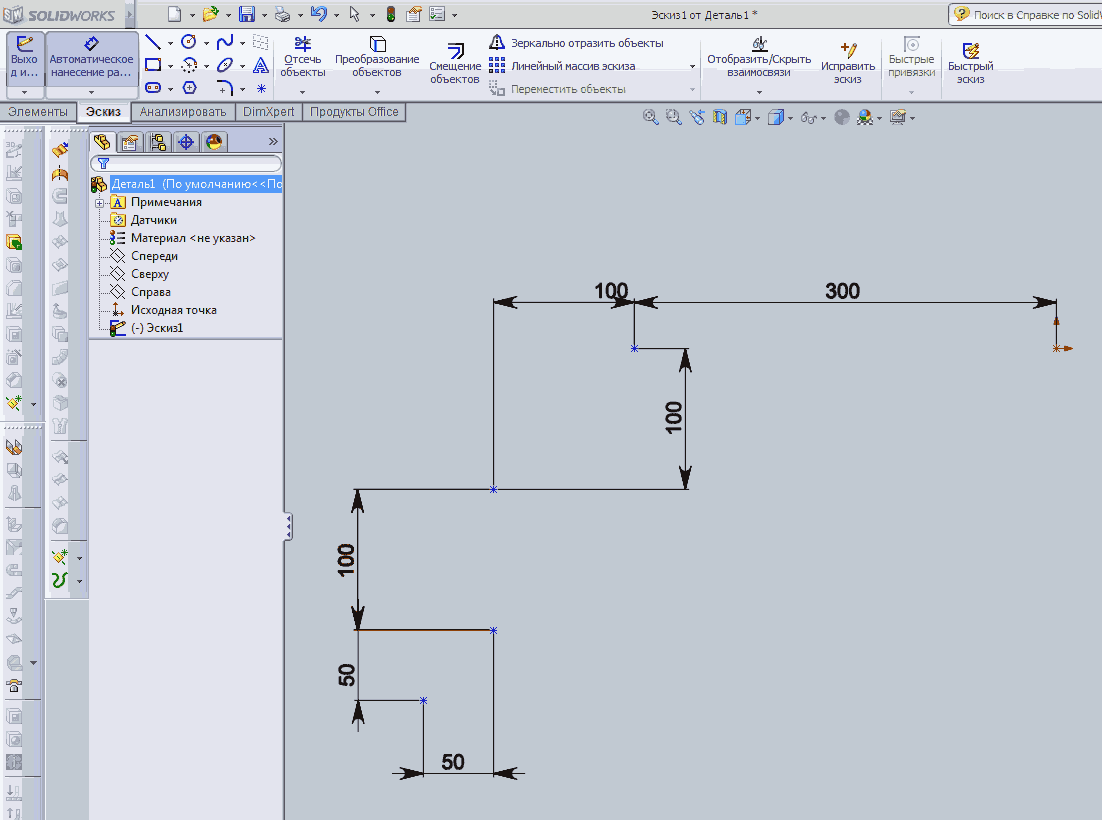 SOLIDWORKS
Эскиз1 от Деталь1 *
Поиск в Справке по Solid
Выхо
д и...
Автоматическое
нанесение ра...
Отсечь
объекты
Преобразование
объектов
Смещение
объектов
Зеркально отразить объекты
Линейный массив эскиза
Переместить объекты
Отобразить/Скрыть
взаимосвязи
Исправить
эскиз
Быстрые
привязки
Быстрый
эскиз
Элементы
Эскиз
Анализировать
DimXpert
Продукты Office
Деталь1 (По умолчанию<<По
Примечания
Датчики
Материал <не указан>
Спереди
Сверху
Справа
Исходная точка
(-) Эскиз1
100
300
100
100
50
50